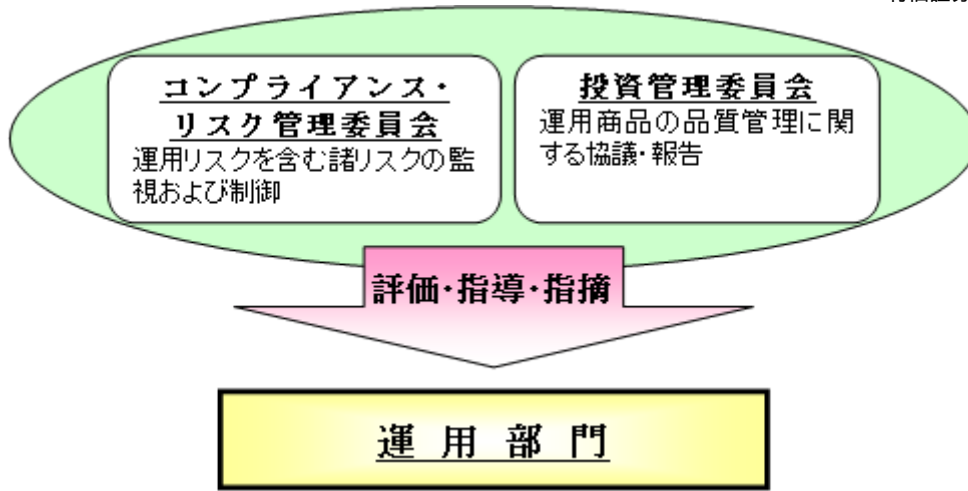 コンプライアンス・
リスク管理委員会
運用リスクを含む諸リスクの監
視および制御
投資管理委員会
運用商品の品質管理に関
する協議・報告
評価・指導・指摘
運用部門